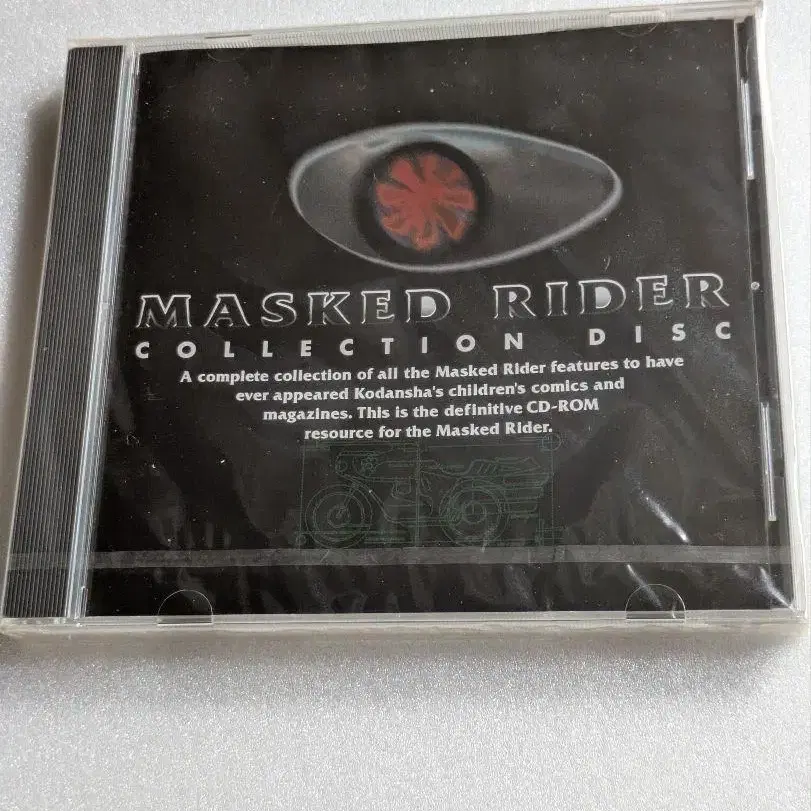 MASKED RIDER
COLLECTION DISC
A complete collection of all the Masked Rider features to have
ever appeared Kodansha's children's comics and
magazines. This is the definitive CD-ROM
resource for the Masked Rider.